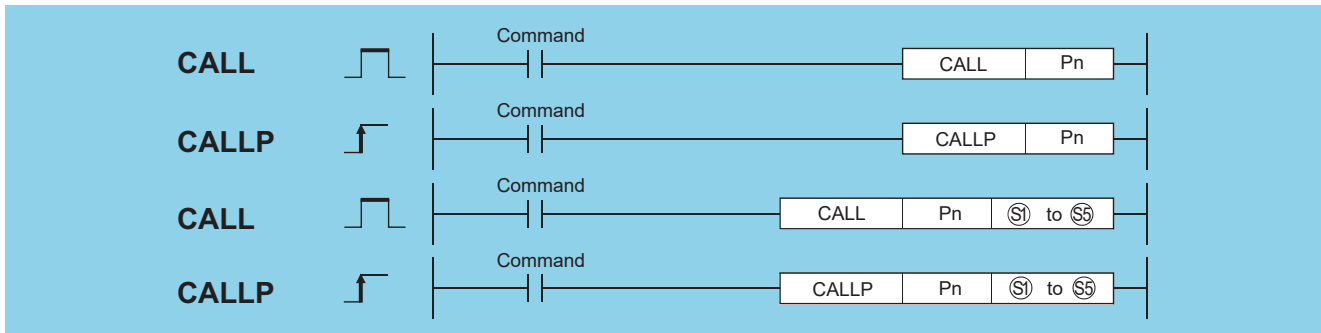 Command
CALL CALL Pn
Command
CALLP CALLP Pn
Command
CALL CALL Pn S1 to S5
Command
CALLP CALLP Pn S1 to S5